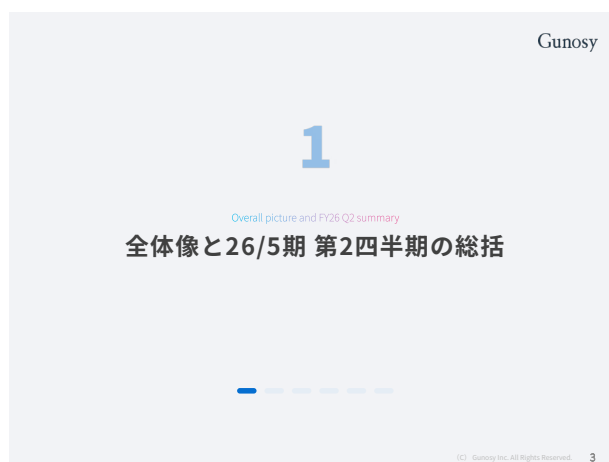 Gunosy
1
Overall picture and FY26 Q2 summary
全体像と26/5期 第2四半期の総括
(C) Gunosy Inc. All Rights Reserved. 3